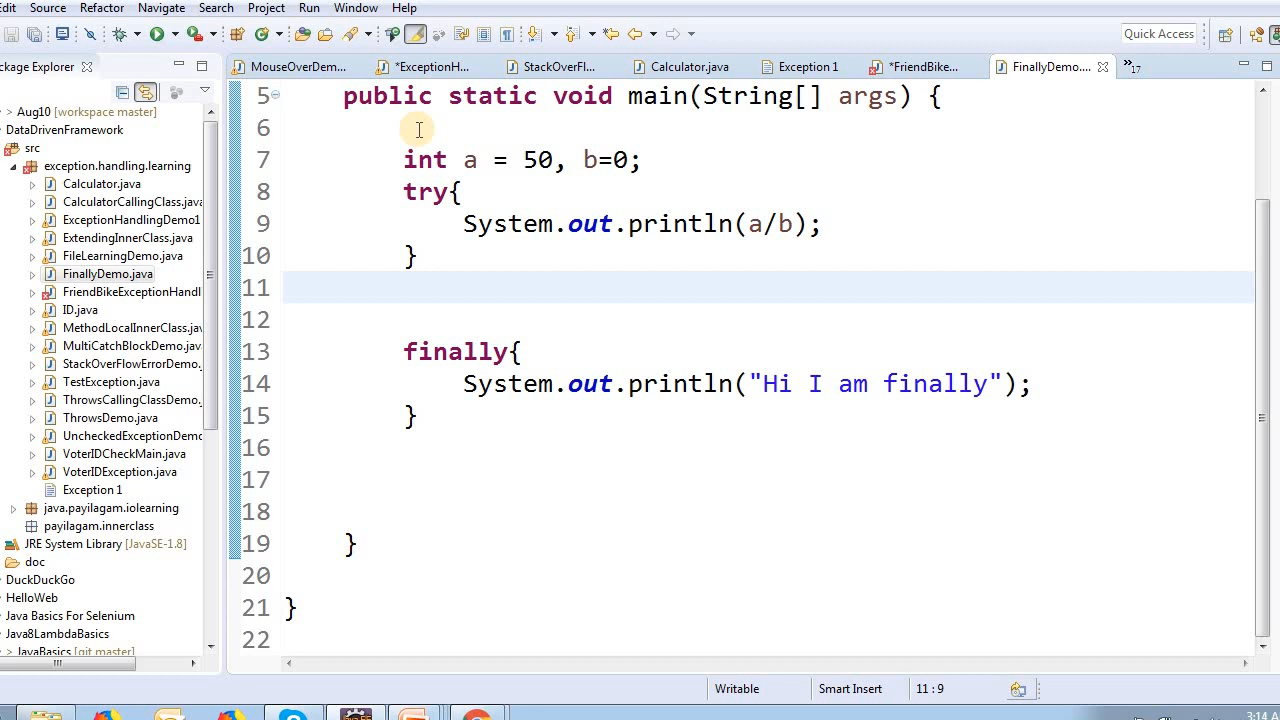 Edit Source Refactor Navigate Search Project Run Window Help
Quick Access
Package Explorer
MouseOverDem... *ExceptionH... StackOverFl... Calculator.java Exception 1 *FriendBike... FinallyDemo.... »17
> Aug10 [workspace master]
DataDrivenFramework
src
exception.handling.learning
Calculator.java
CalculatorCallingClass.java
ExceptionHandlingDemo1
ExtendingInnerClass.java
FileLearningDemo.java
FinallyDemo.java
FriendBikeExceptionHandl
ID.java
MethodLocalInnerClass.jav
MultiCatchBlockDemo.java
StackOverFlowErrorDemo.
TestException.java
ThrowsCallingClassDemo.
ThrowsDemo.java
UncheckedExceptionDemo
VoterIDCheckMain.java
VoterIDException.java
Exception 1
java.payilagam.iolearning
payilagam.innerclass
JRE System Library [JavaSE-1.8]
doc
DuckDuckGo
HelloWeb
Java Basics For Selenium
Java8LambdaBasics
> JavaBasics [git master]
5 public static void main(String[] args) {
6
7 int a = 50, b=0;
8 try{
9 System.out.println(a/b);
10 }
11
12
13 finally{
14 System.out.println("Hi I am finally");
15 }
16
17
18
19 }
20
21 }
22
Writable Smart Insert 11 : 9
3:14 A